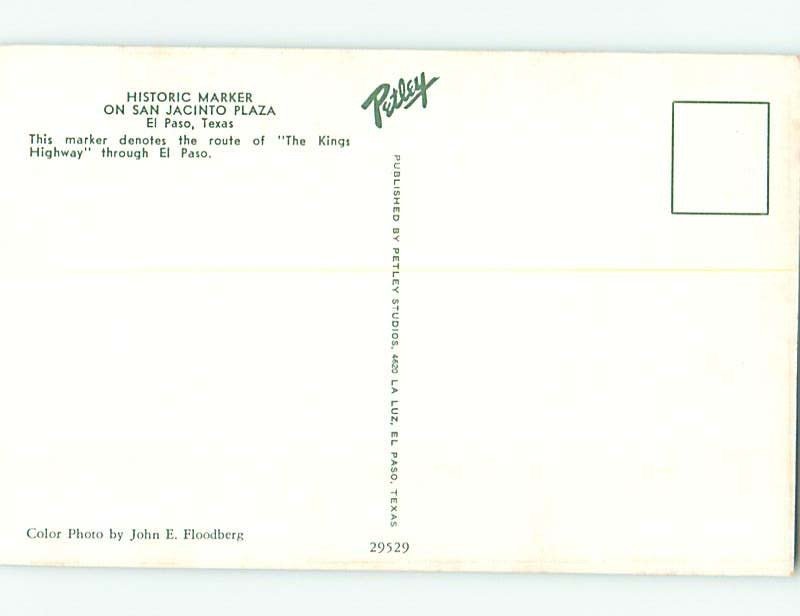 HISTORIC MARKER
ON SAN JACINTO PLAZA
El Paso, Texas
This marker denotes the route of "The Kings
Highway" through El Paso.
Petley
PUBLISHED BY PETLEY STUDIOS, 4620 LA LUZ, EL PASO, TEXAS
Color Photo by John E. Floodberg
29529